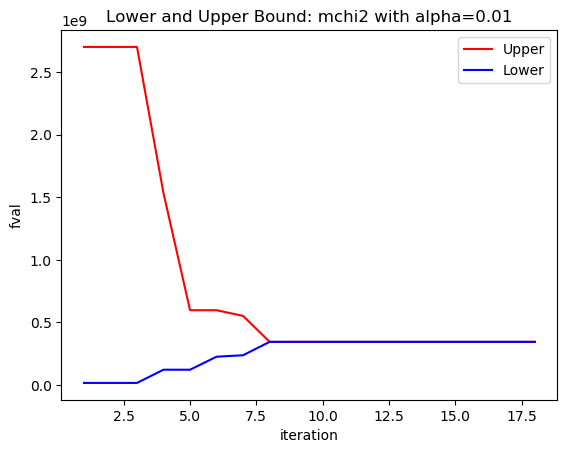 Lower and Upper Bound: mchi2 with alpha=0.01
1e9
Upper
Lower
2.5
2.0
1.5
1.0
0.5
0.0
fval
2.5 5.0 7.5 10.0 12.5 15.0 17.5
iteration